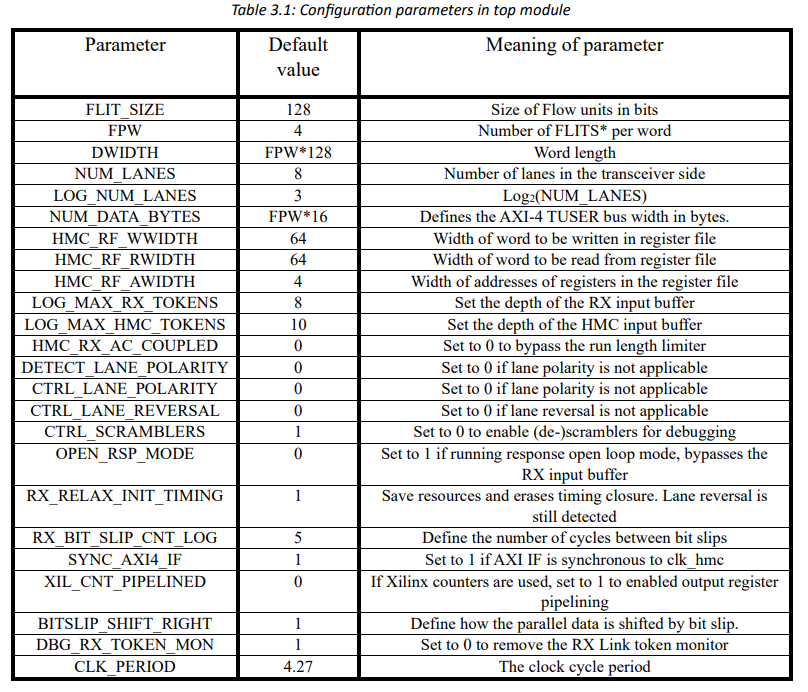 Table 3.1: Configuration parameters in top module
Parameter Default value Meaning of parameter
FLIT_SIZE 128 Size of Flow units in bits
FPW 4 Number of FLITS* per word
DWIDTH FPW*128 Word length
NUM_LANES 8 Number of lanes in the transceiver side
LOG_NUM_LANES 3 Log₂(NUM_LANES)
NUM_DATA_BYTES FPW*16 Defines the AXI-4 TUSER bus width in bytes.
HMC_RF_WWIDTH 64 Width of word to be written in register file
HMC_RF_RWIDTH 64 Width of word to be read from register file
HMC_RF_AWIDTH 4 Width of addresses of registers in the register file
LOG_MAX_RX_TOKENS 8 Set the depth of the RX input buffer
LOG_MAX_HMC_TOKENS 10 Set the depth of the HMC input buffer
HMC_RX_AC_COUPLED 0 Set to 0 to bypass the run length limiter
DETECT_LANE_POLARITY 0 Set to 0 if lane polarity is not applicable
CTRL_LANE_POLARITY 0 Set to 0 if lane polarity is not applicable
CTRL_LANE_REVERSAL 0 Set to 0 if lane reversal is not applicable
CTRL_SCRAMBLERS 1 Set to 0 to enable (de-)scramblers for debugging
OPEN_RSP_MODE 0 Set to 1 if running response open loop mode, bypasses the
RX input buffer
RX_RELAX_INIT_TIMING 1 Save resources and erases timing closure. Lane reversal is
still detected
RX_BIT_SLIP_CNT_LOG 5 Define the number of cycles between bit slips
SYNC_AXI4_IF 1 Set to 1 if AXI IF is synchronous to clk_hmc
XIL_CNT_PIPELINED 0 If Xilinx counters are used, set to 1 to enabled output register
pipelining
BITSLIP_SHIFT_RIGHT 1 Define how the parallel data is shifted by bit slip.
DBG_RX_TOKEN_MON 1 Set to 0 to remove the RX Link token monitor
CLK_PERIOD 4.27 The clock cycle period